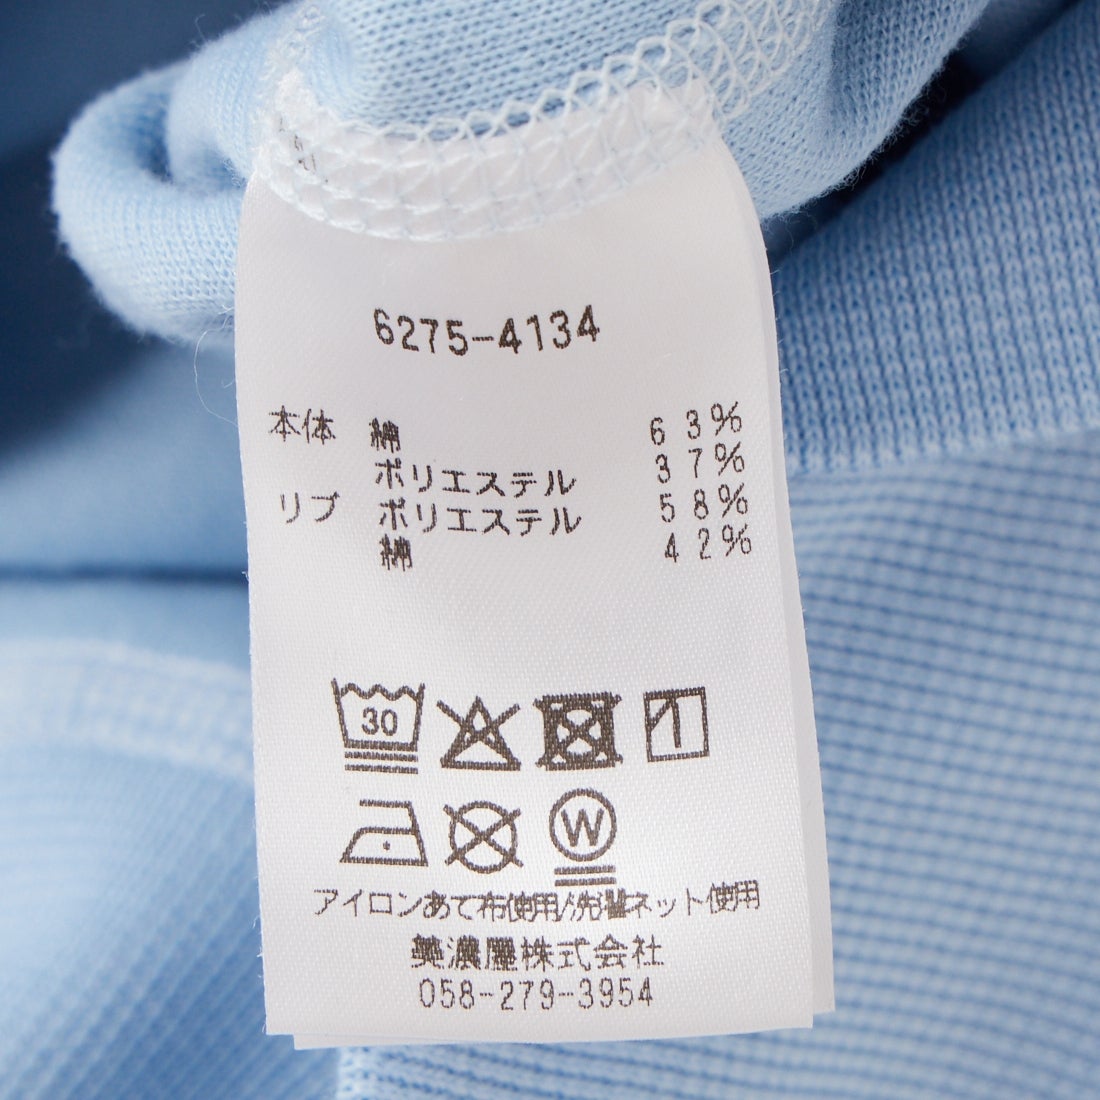 6275-4134
本体 綿 63%
ポリエステル 37%
リブ ポリエステル 58%
綿 42%
30
W
アイロンあて布使用/洗濯ネット使用
美濃屋株式会社
058-279-3954